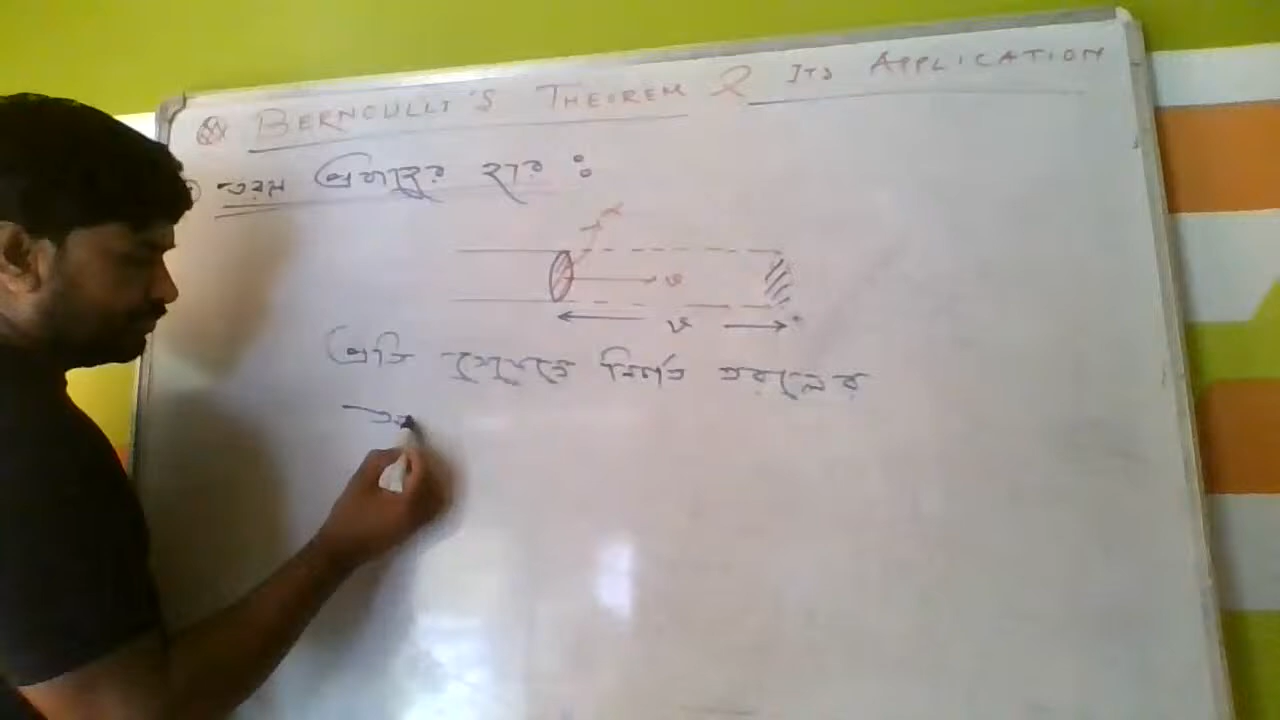 BERNOULLI'S THEOREM & ITS APPLICATION
তরল প্রবাহের হার :
α
v
v
প্রতি সেকেন্ডে নির্গত তরলের